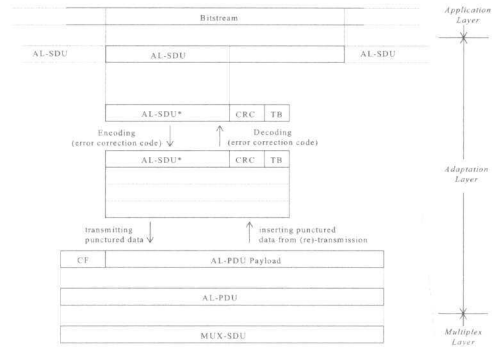 Bitstream
Application
Layer
AL-SDU
AL-SDU
AL-SDU
AL-SDU*
CRC
TB
Encoding
(error correction code)
Decoding
(error correction code)
AL-SDU*
CRC
TB
Adaptation
Layer
transmitting
punctured data
inserting punctured
data from (re)-transmission
CF
AL-PDU Payload
AL-PDU
MUX-SDU
Multiplex
Layer